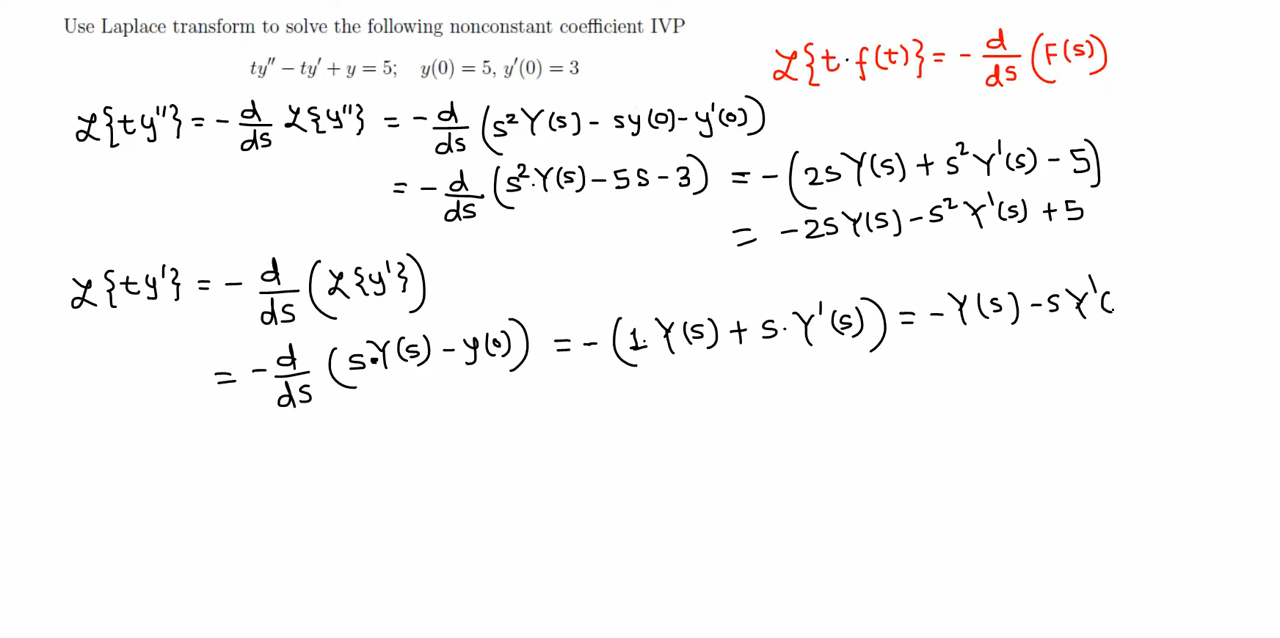 Use Laplace transform to solve the following nonconstant coefficient IVP
ty″ − ty′ + y = 5; y(0) = 5, y′(0) = 3
ℒ{t·f(t)} = − d/ds (F(s))
ℒ{ty''} = − d/ds ℒ{y''} = − d/ds (s²Y(s) − sy(0) − y'(0))
= − d/ds (s²·Y(s) − 5s − 3) = − (2sY(s) + s²Y'(s) − 5)
= −2sY(s) − s²Y'(s) + 5
ℒ{ty'} = − d/ds (ℒ{y'})
= − d/ds (s·Y(s) − y(0)) = − (1·Y(s) + s·Y'(s)) = −Y(s) − sY'(